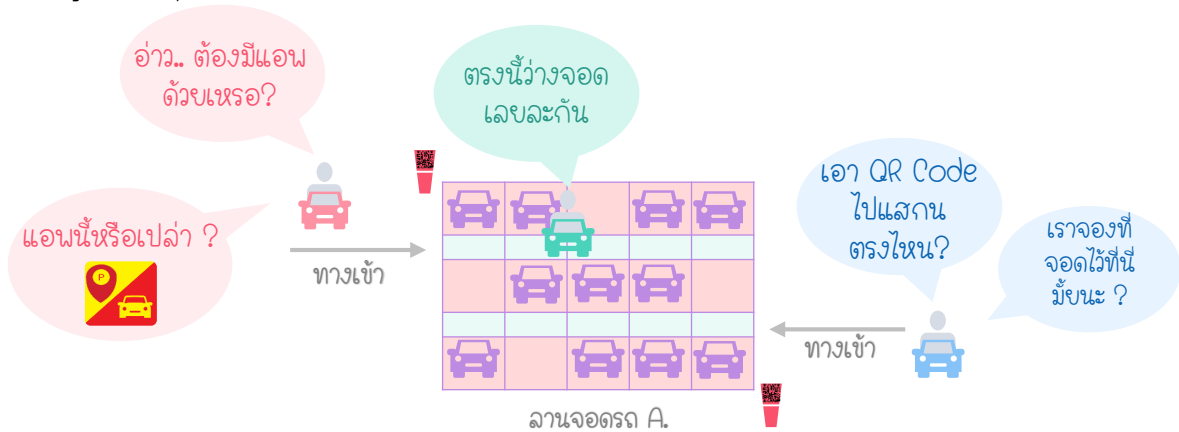 อ่าว.. ต้องมีแอพ
ด้วยเหรอ?
ตรงนี้ว่างจอด
เลยละกัน
เอา QR Code
ไปแสกน
ตรงไหน?
แอพนี้หรือเปล่า ?
P
เราจองที่
จอดไว้ที่นี่
มั้ยนะ ?
ทางเข้า
ทางเข้า
ลานจอดรถ A.